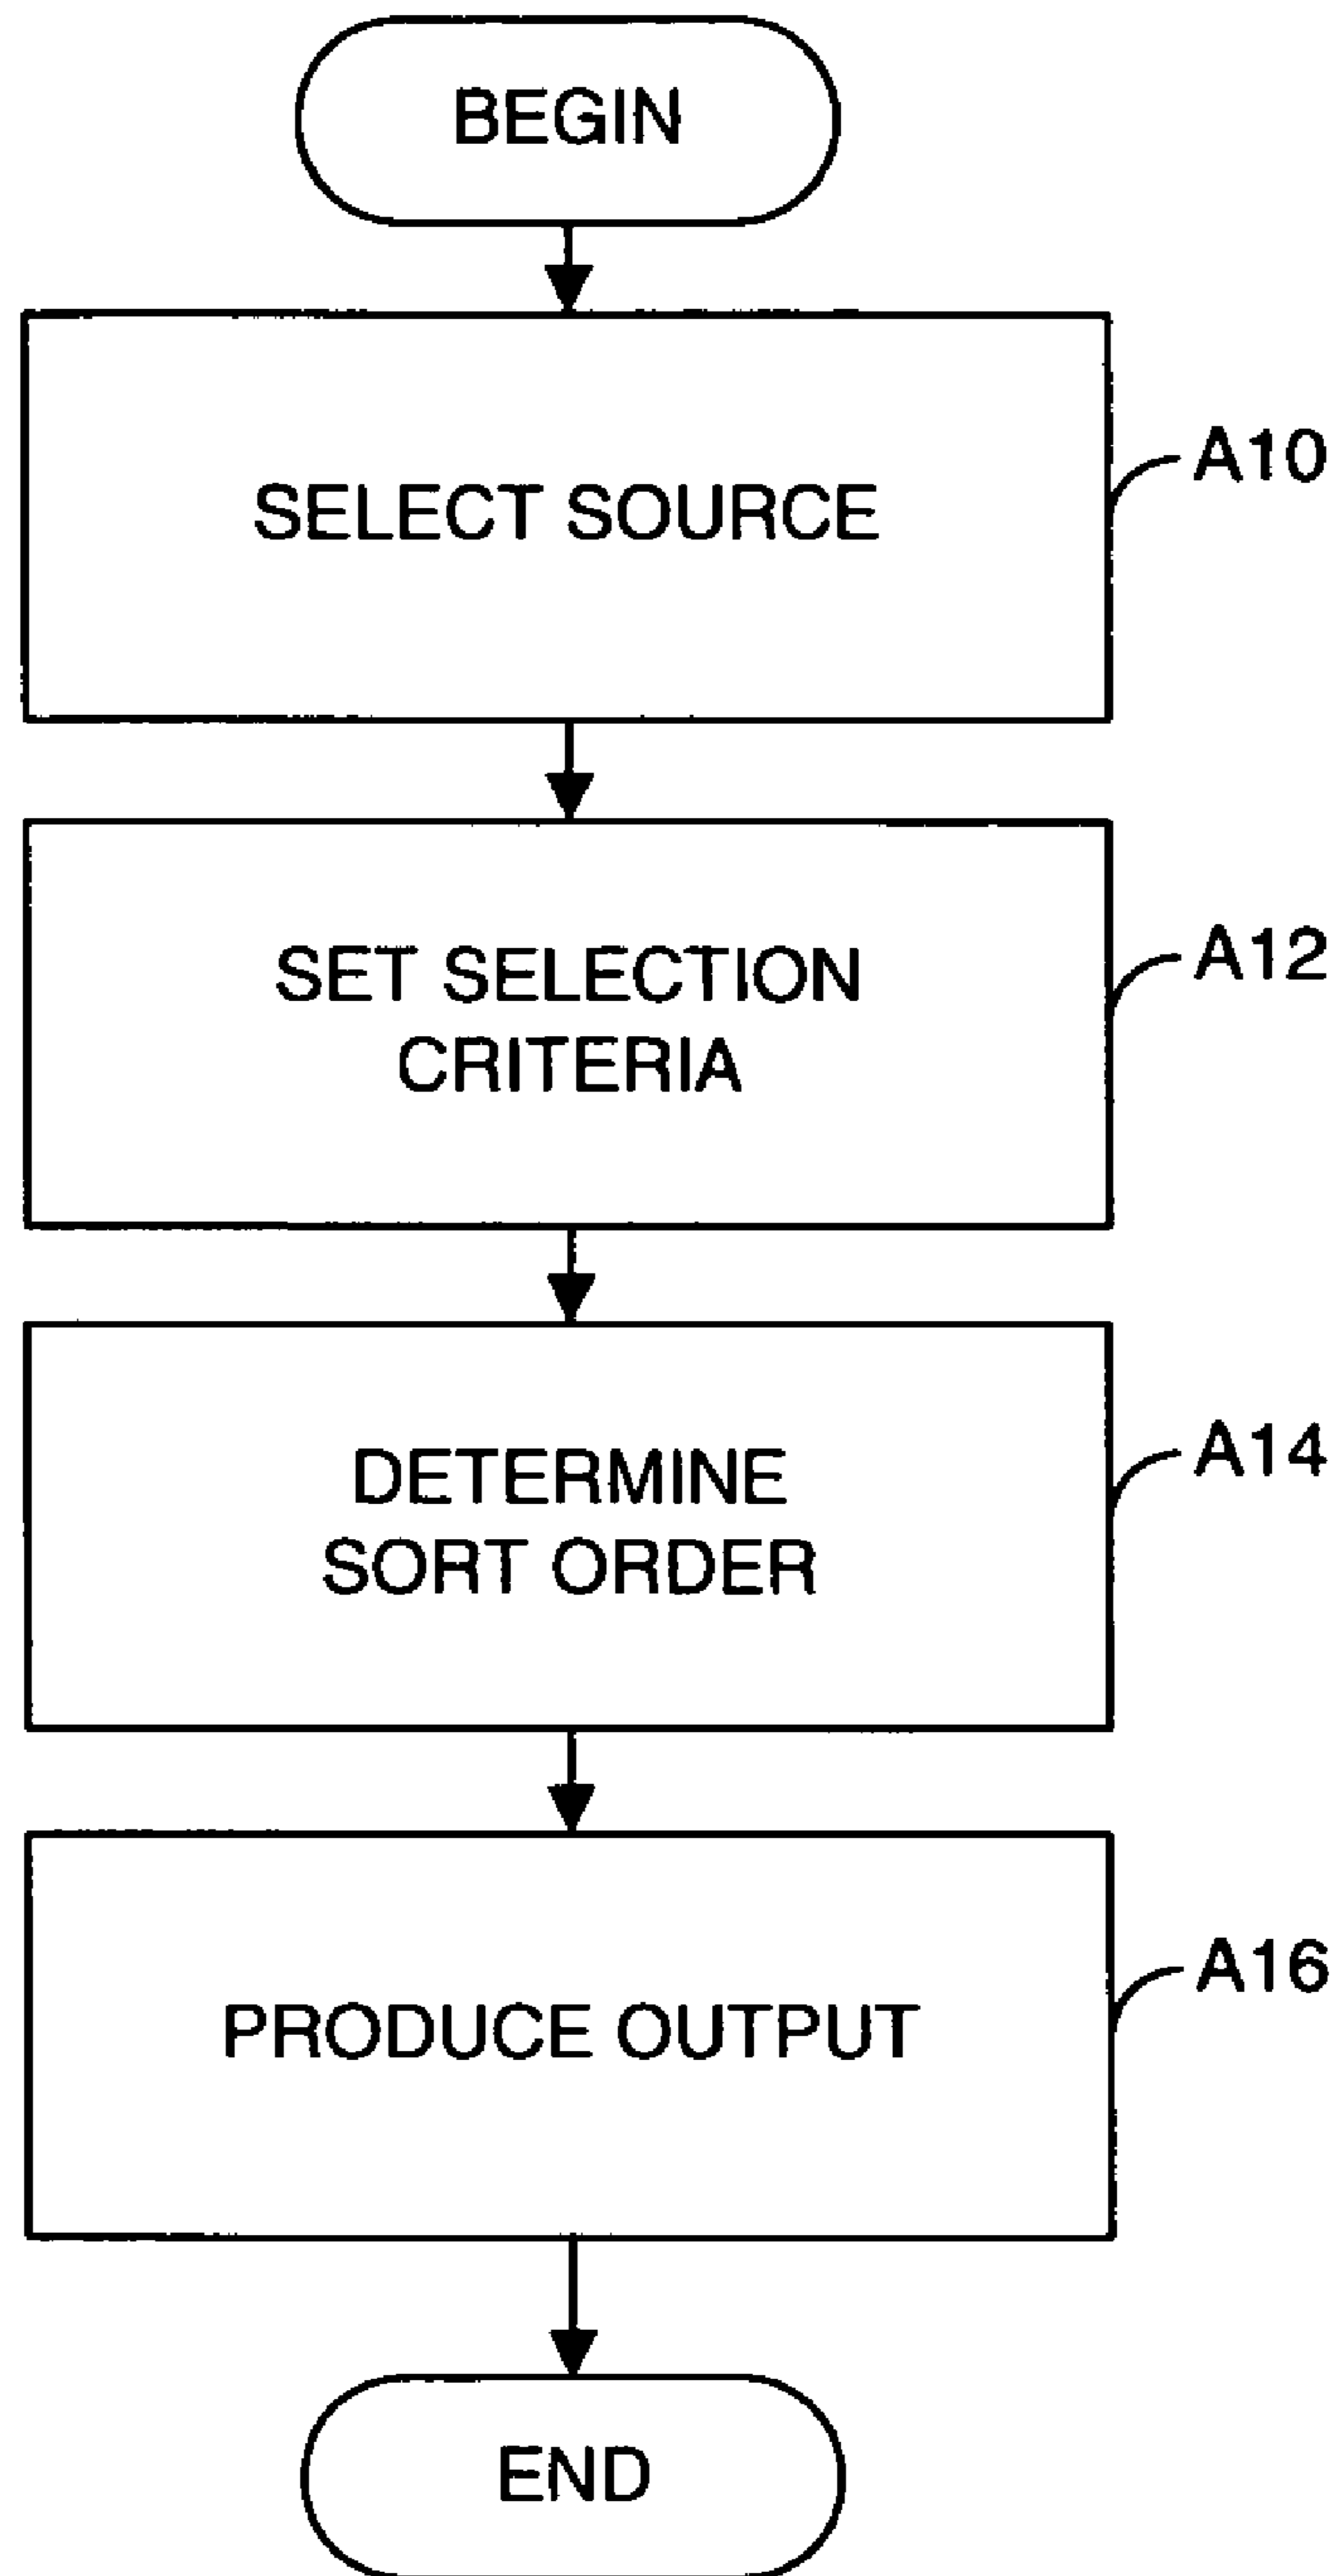 BEGIN
SELECT SOURCE
A10
SET SELECTION
CRITERIA
A12
DETERMINE
SORT ORDER
A14
PRODUCE OUTPUT
A16
END